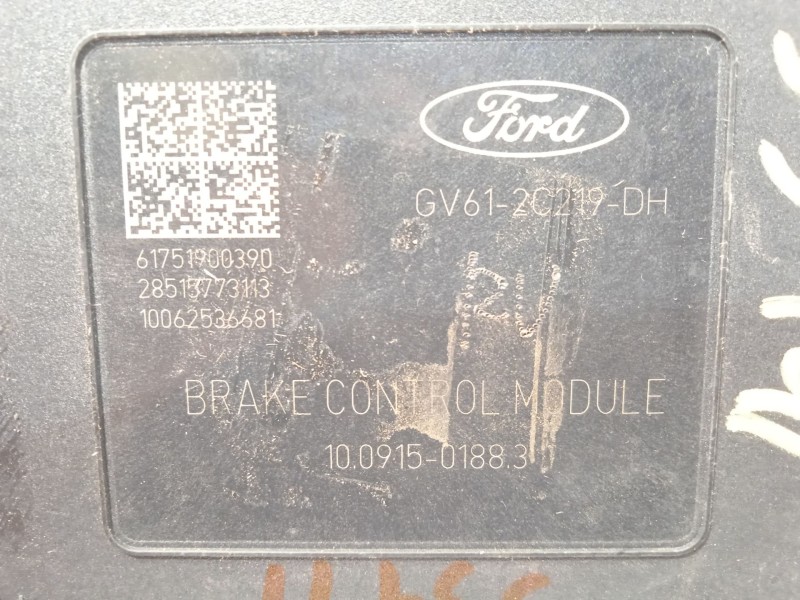 Ford
GV61-2C219-DH
61751900390
28513773113
10062536681
BRAKE CONTROL MODULE
10.0915-0188.3